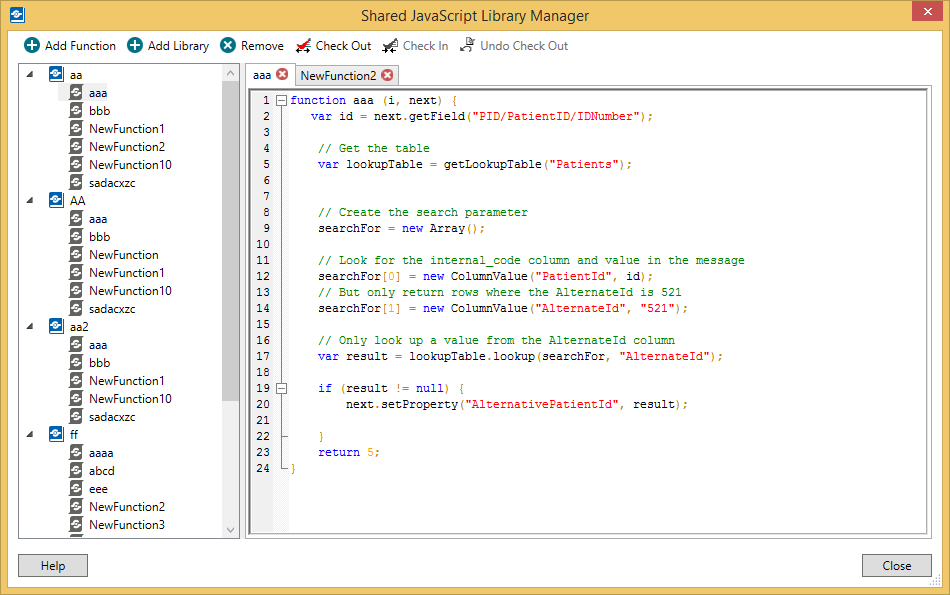 Shared JavaScript Library Manager
Add Function Add Library Remove Check Out Check In Undo Check Out
aa
aaa
bbb
NewFunction1
NewFunction2
NewFunction10
sadacxzc
AA
aaa
bbb
NewFunction
NewFunction1
NewFunction10
sadacxzc
aa2
aaa
bbb
NewFunction1
NewFunction10
sadacxzc
ff
aaaa
abcd
eee
NewFunction2
NewFunction3
aaa NewFunction2
1 function aaa (i, next) {
2 var id = next.getField("PID/PatientID/IDNumber");
3
4 // Get the table
5 var lookupTable = getLookupTable("Patients");
6
7
8 // Create the search parameter
9 searchFor = new Array();
10
11 // Look for the internal_code column and value in the message
12 searchFor[0] = new ColumnValue("PatientId", id);
13 // But only return rows where the AlternateId is 521
14 searchFor[1] = new ColumnValue("AlternateId", "521");
15
16 // Only look up a value from the AlternateId column
17 var result = lookupTable.lookup(searchFor, "AlternateId");
18
19 if (result != null) {
20 next.setProperty("AlternativePatientId", result);
21
22 }
23 return 5;
24 }
Help
Close